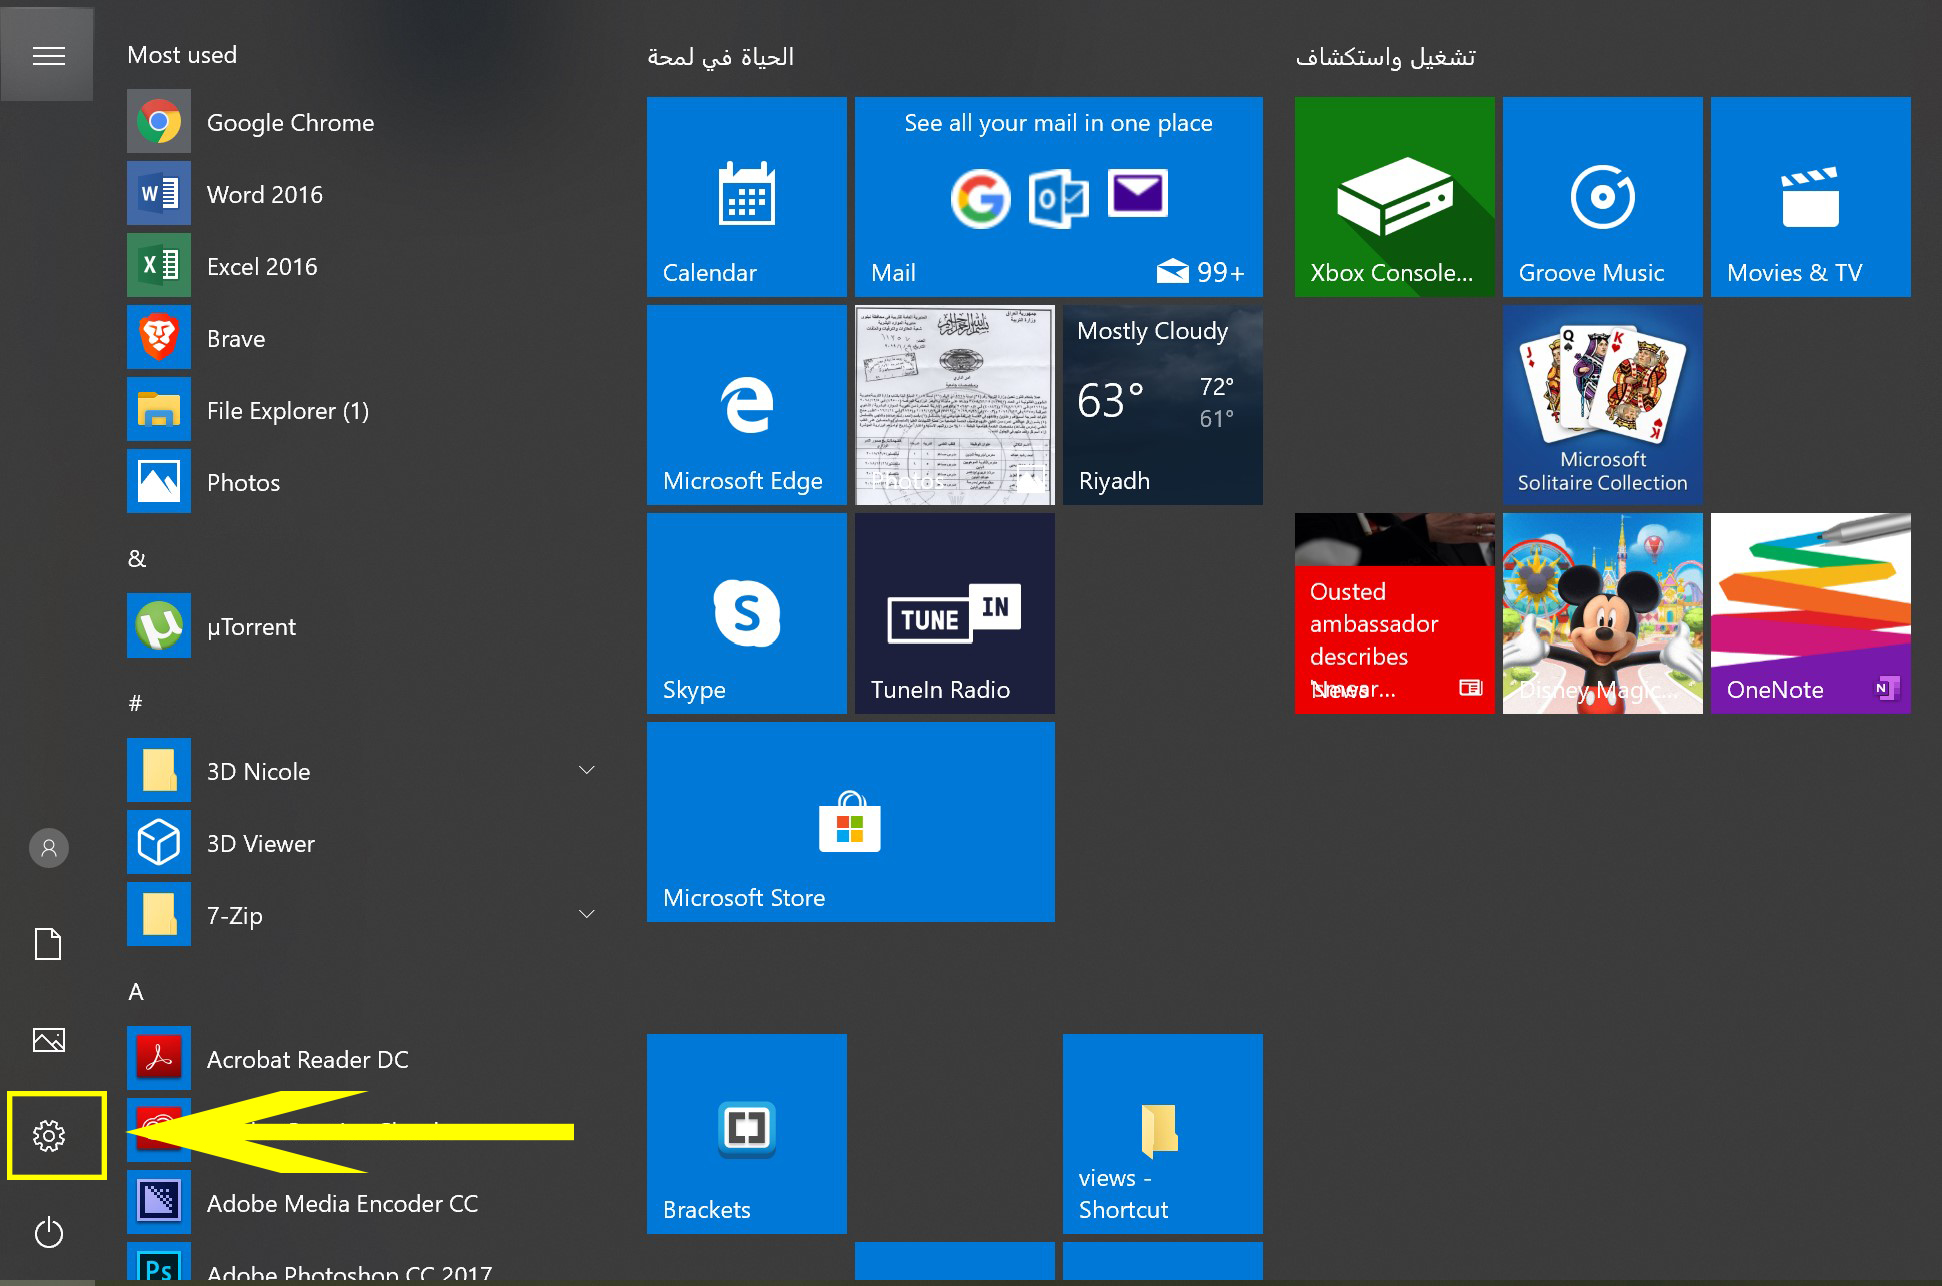 Most used
Google Chrome
Word 2016
Excel 2016
Brave
File Explorer (1)
Photos
&
µTorrent
#
3D Nicole
3D Viewer
7-Zip
A
Acrobat Reader DC
Adobe Media Encoder CC
Adobe Photoshop CC 2017
الحياة في لمحة
Calendar
See all your mail in one place
Mail
99+
Microsoft Edge
Photos
Mostly Cloudy
63°
72°
61°
Riyadh
Skype
TUNE IN
TuneIn Radio
Microsoft Store
Brackets
views -
Shortcut
تشغيل واستكشاف
Xbox Console...
Groove Music
Movies & TV
Microsoft
Solitaire Collection
Ousted
ambassador
describes
News
Disney Magic...
OneNote